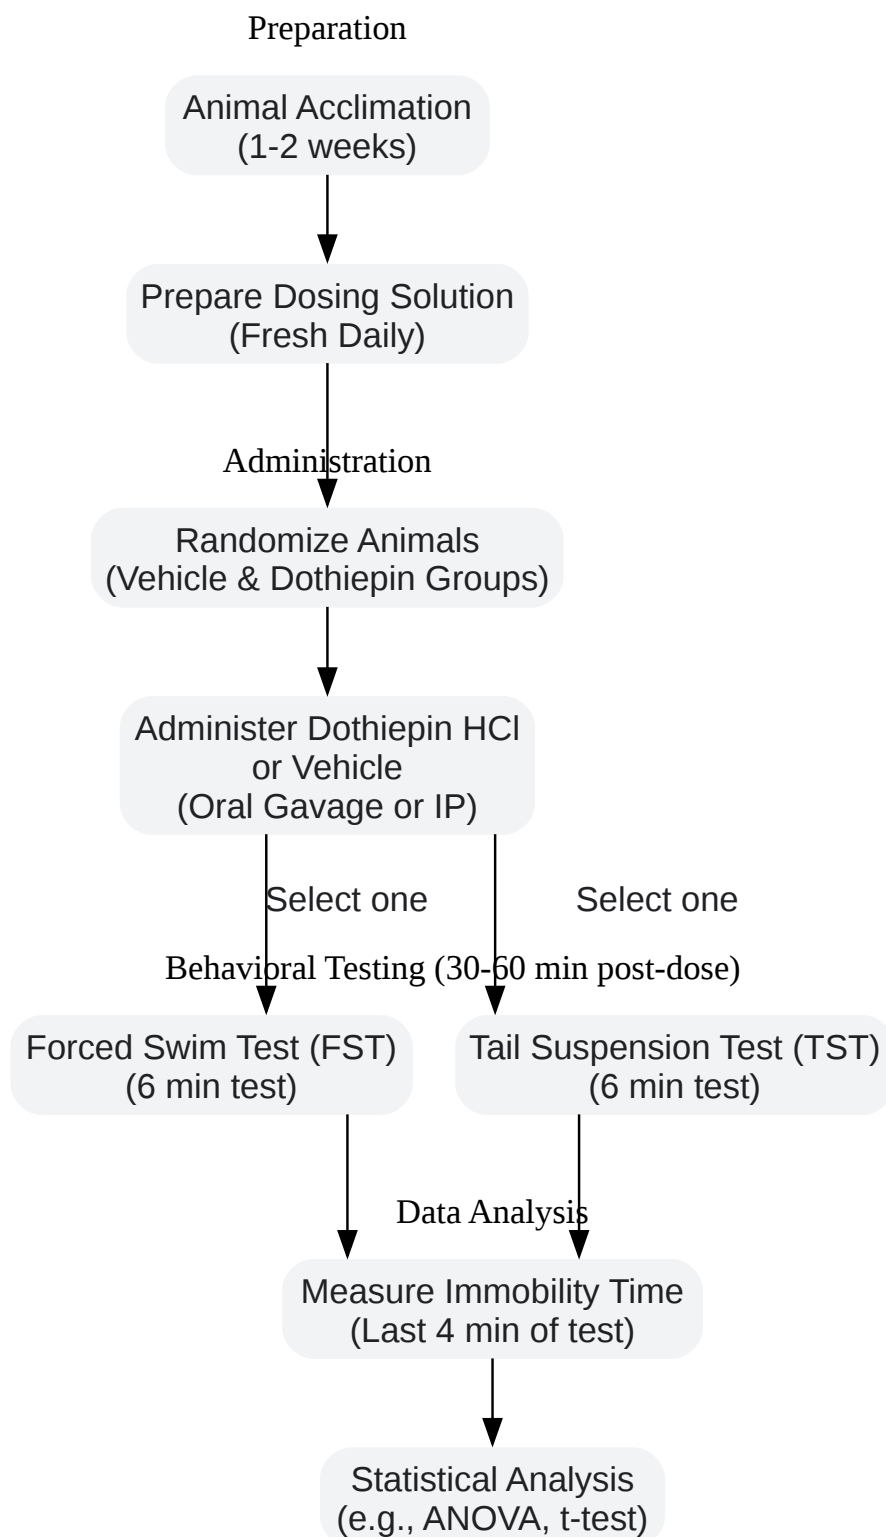 Preparation
Animal Acclimation
(1-2 weeks)
Prepare Dosing Solution
(Fresh Daily)
Administration
Randomize Animals
(Vehicle & Dothiepin Groups)
Administer Dothiepin HCl
or Vehicle
(Oral Gavage or IP)
Select one
Select one
Behavioral Testing (30-60 min post-dose)
Forced Swim Test (FST)
(6 min test)
Tail Suspension Test (TST)
(6 min test)
Data Analysis
Measure Immobility Time
(Last 4 min of test)
Statistical Analysis
(e.g., ANOVA, t-test)